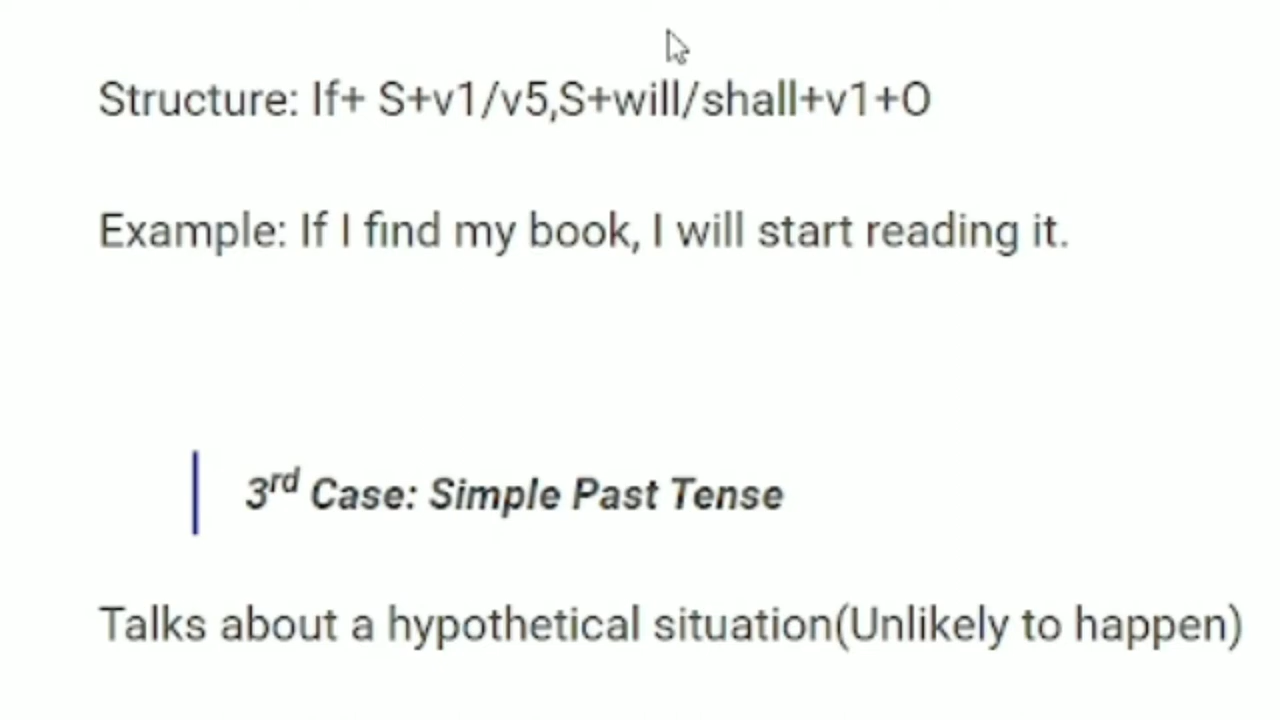 Structure: If+ S+v1/v5,S+will/shall+v1+O
Example: If I find my book, I will start reading it.
3rd Case: Simple Past Tense
Talks about a hypothetical situation(Unlikely to happen)